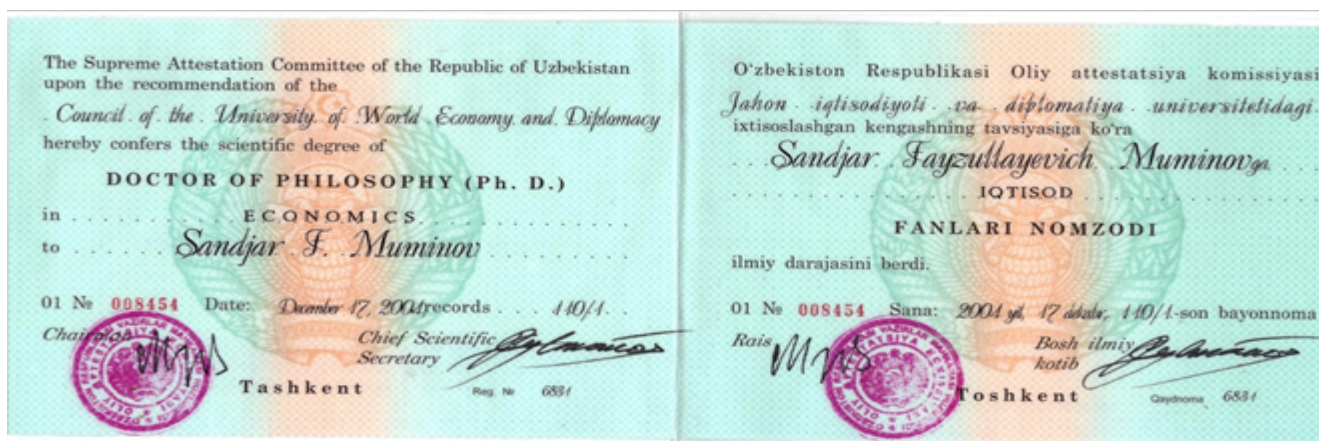 The Supreme Attestation Committee of the Republic of Uzbekistan
upon the recommendation of the
Council of the University of World Economy and Diplomacy
hereby confers the scientific degree of
DOCTOR OF PHILOSOPHY (Ph. D.)
in ECONOMICS
to Sandjar F. Muminov
01 № 008454 Date: December 17, 2001 records 110/1.
Chairman
Chief Scientific
Secretary
Tashkent
Reg. № 6831
O'zbekiston Respublikasi Oliy attestatsiya komissiyasi
Jahon iqtisodiyoti va diplomatiya universitetidagi
ixtisoslashgan kengashning tavsiyasiga ko'ra
Sandjar Fayzullayevich Muminovga
IQTISOD
FANLARI NOMZODI
ilmiy darajasini berdi.
01 № 008454 Sana: 2001 yil, 17 dekabr, 110/1-son bayonnoma
Rais
Bosh ilmiy
kotib
Toshkent
Qaydnoma 6831